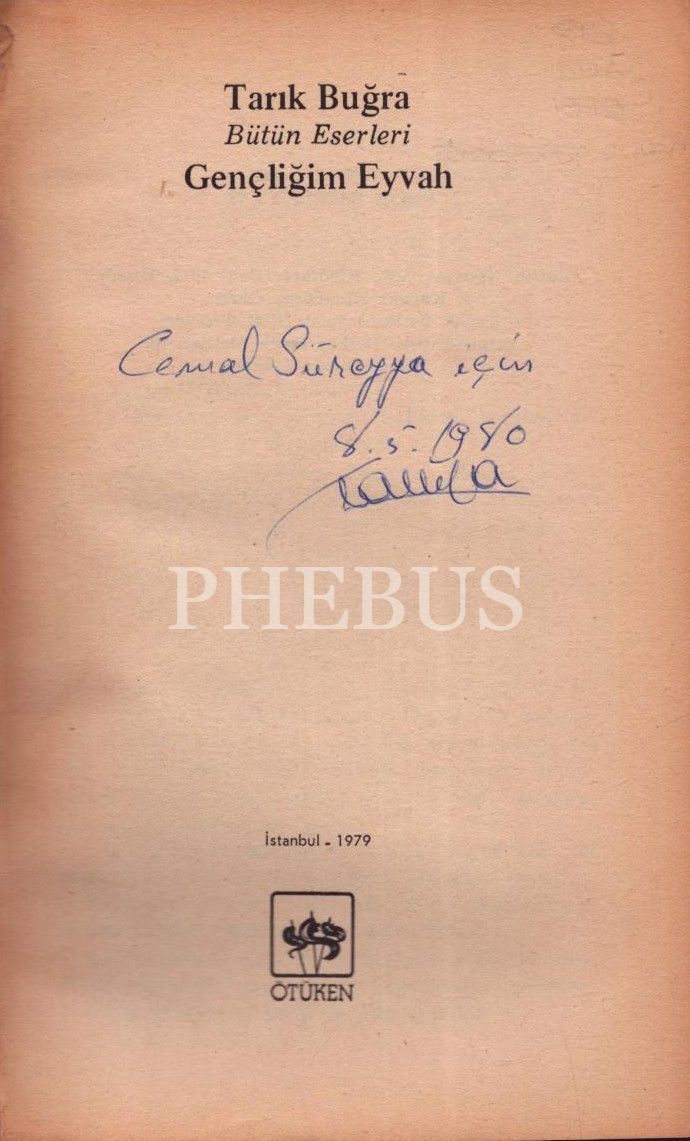 Tarık Buğra
Bütün Eserleri
Gençliğim Eyvah
Cemal Süreyya için
8.5.1980
PHEBUS
İstanbul - 1979
ÖTÜKEN